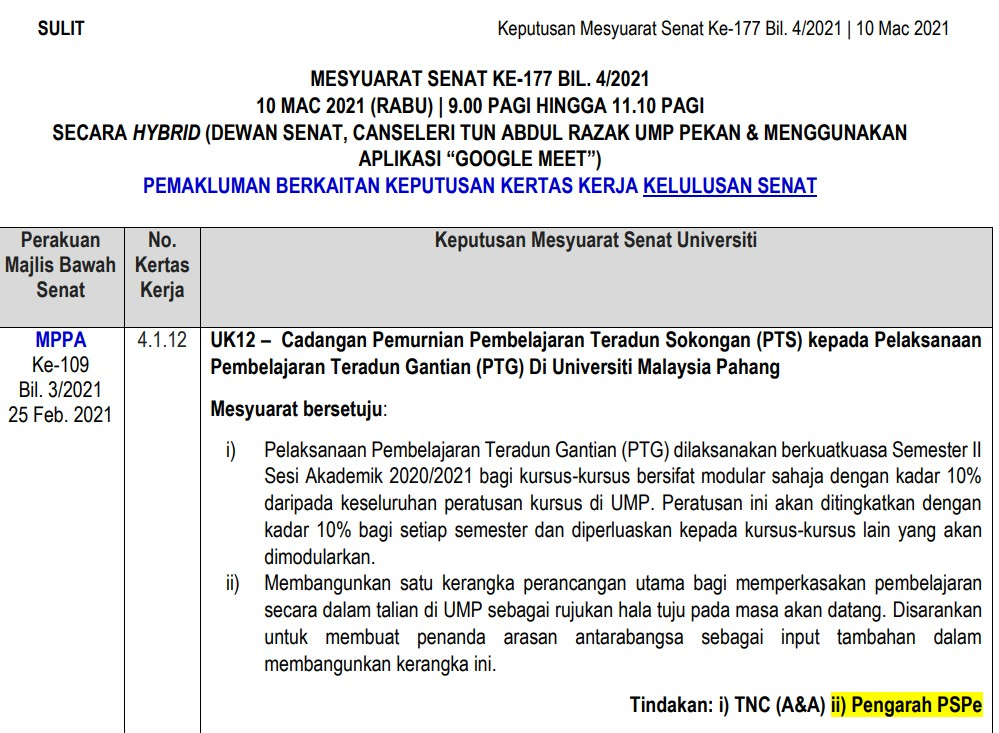 SULIT
Keputusan Mesyuarat Senat Ke-177 Bil. 4/2021 | 10 Mac 2021
MESYUARAT SENAT KE-177 BIL. 4/2021
10 MAC 2021 (RABU) | 9.00 PAGI HINGGA 11.10 PAGI
SECARA HYBRID (DEWAN SENAT, CANSELERI TUN ABDUL RAZAK UMP PEKAN & MENGGUNAKAN
APLIKASI “GOOGLE MEET”)
PEMAKLUMAN BERKAITAN KEPUTUSAN KERTAS KERJA KELULUSAN SENAT
Perakuan
Majlis Bawah
Senat
No.
Kertas
Kerja
Keputusan Mesyuarat Senat Universiti
MPPA
Ke-109
Bil. 3/2021
25 Feb. 2021
4.1.12
UK12 – Cadangan Pemurnian Pembelajaran Teradun Sokongan (PTS) kepada Pelaksanaan
Pembelajaran Teradun Gantian (PTG) Di Universiti Malaysia Pahang
Mesyuarat bersetuju:
i) Pelaksanaan Pembelajaran Teradun Gantian (PTG) dilaksanakan berkuatkuasa Semester II
Sesi Akademik 2020/2021 bagi kursus-kursus bersifat modular sahaja dengan kadar 10%
daripada keseluruhan peratusan kursus di UMP. Peratusan ini akan ditingkatkan dengan
kadar 10% bagi setiap semester dan diperluaskan kepada kursus-kursus lain yang akan
dimodularkan.
ii) Membangunkan satu kerangka perancangan utama bagi memperkasakan pembelajaran
secara dalam talian di UMP sebagai rujukan hala tuju pada masa akan datang. Disarankan
untuk membuat penanda arasan antarabangsa sebagai input tambahan dalam
membangunkan kerangka ini.
Tindakan: i) TNC (A&A) ii) Pengarah PSPe